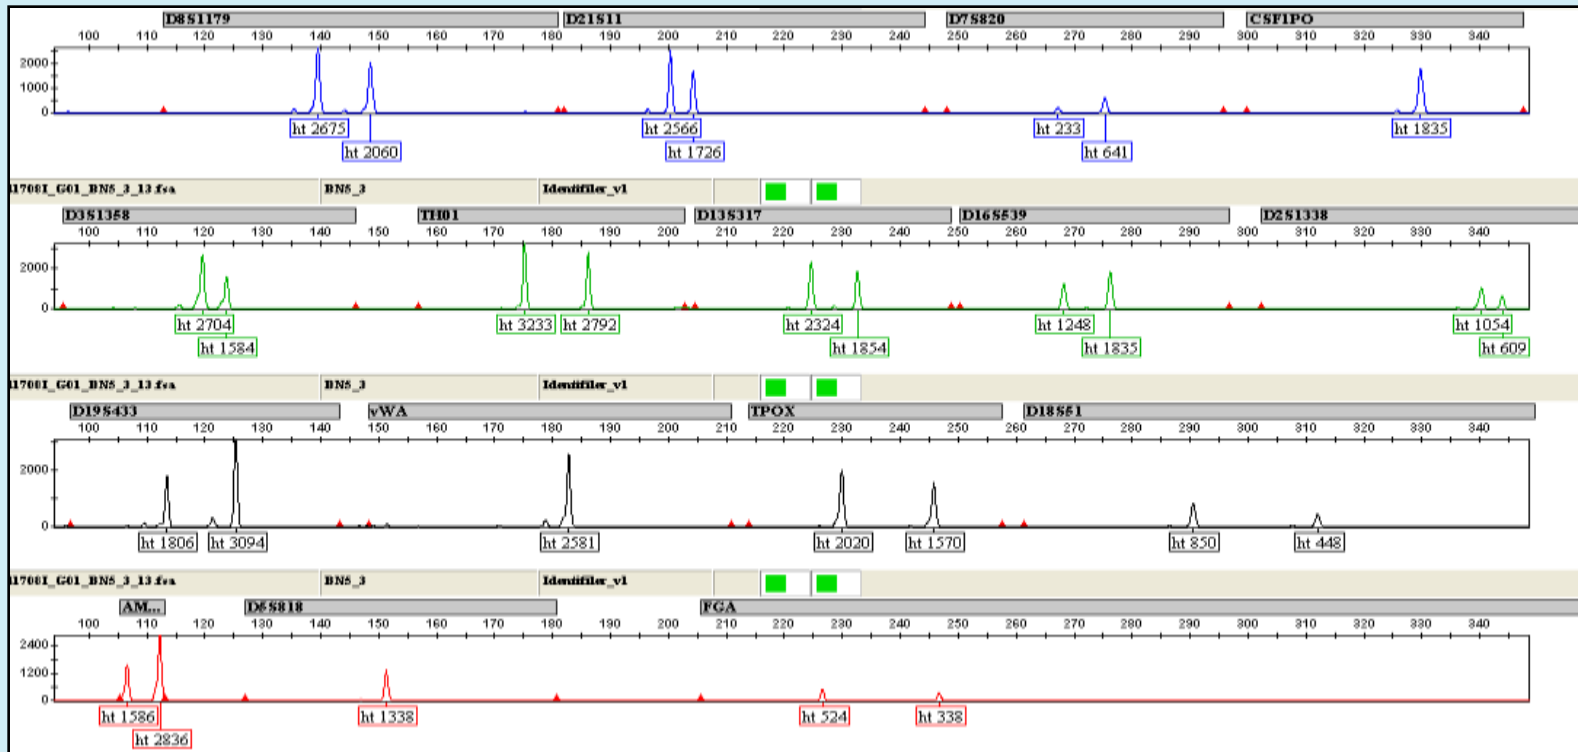 D8S1179 D21S11 D7S820 CSF1PO
100 110 120 130 140 150 160 170 180 190 200 210 220 230 240 250 260 270 280 290 300 310 320 330 340
2000
1000
0
ht 2675 ht 2566 ht 233 ht 1835
ht 2060 ht 1726 ht 641
1708I_G01_BN5_3_13.fsa BN5_3 Identifiler_v1
D3S1358 TH01 D13S317 D16S539 D2S1338
100 110 120 130 140 150 160 170 180 190 200 210 220 230 240 250 260 270 280 290 300 310 320 330 340
2000
0
ht 2704 ht 3233 ht 2792 ht 2324 ht 1248 ht 1054
ht 1584 ht 1854 ht 1835 ht 609
1708I_G01_BN5_3_13.fsa BN5_3 Identifiler_v1
D19S433 vWA TPOX D18S51
100 110 120 130 140 150 160 170 180 190 200 210 220 230 240 250 260 270 280 290 300 310 320 330 340
2000
0
ht 1806 ht 3094 ht 2581 ht 2020 ht 1570 ht 850 ht 448
1708I_G01_BN5_3_13.fsa BN5_3 Identifiler_v1
AM... D5S818 FGA
100 110 120 130 140 150 160 170 180 190 200 210 220 230 240 250 260 270 280 290 300 310 320 330 340
2400
1200
0
ht 1586 ht 1338 ht 524 ht 338
ht 2836